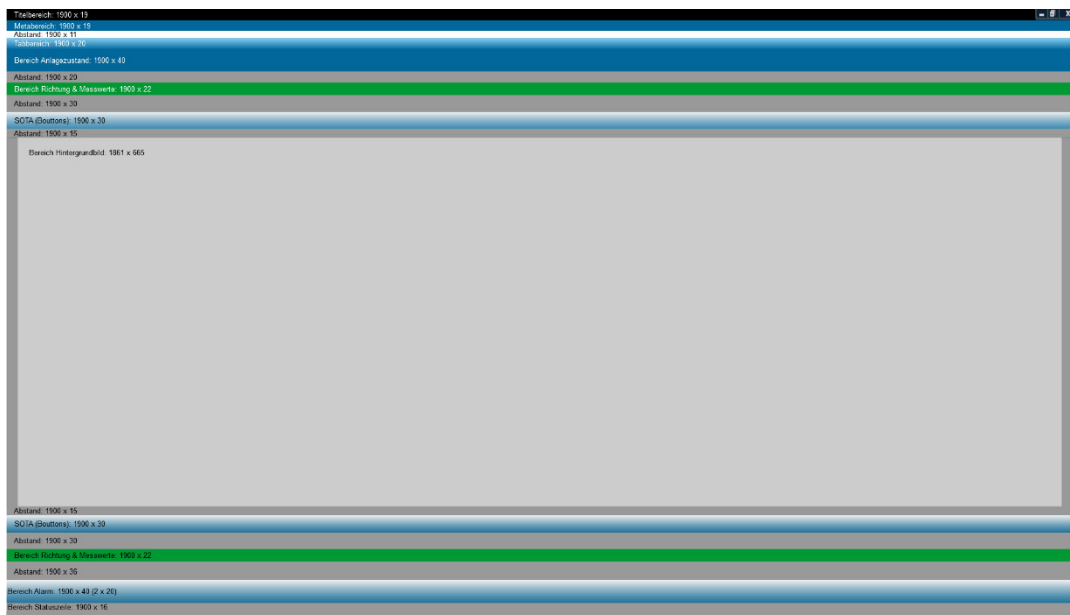 Titelbereich: 1900 x 19
Metabereich: 1900 x 19
Abstand: 1900 x 11
Tabbereich: 1900 x 20
Bereich Anlagezustand: 1900 x 40
Abstand: 1900 x 20
Bereich Richtung & Messwerte: 1900 x 22
Abstand: 1900 x 30
SOTA (Bouttons): 1900 x 30
Abstand: 1900 x 15
Bereich Hintergrundbild: 1861 x 665
Abstand: 1900 x 15
SOTA (Bouttons): 1900 x 30
Abstand: 1900 x 30
Bereich Richtung & Messwerte: 1900 x 22
Abstand: 1900 x 36
Bereich Alarm: 1900 x 40 (2 x 20)
Bereich Statuszeile: 1900 x 16